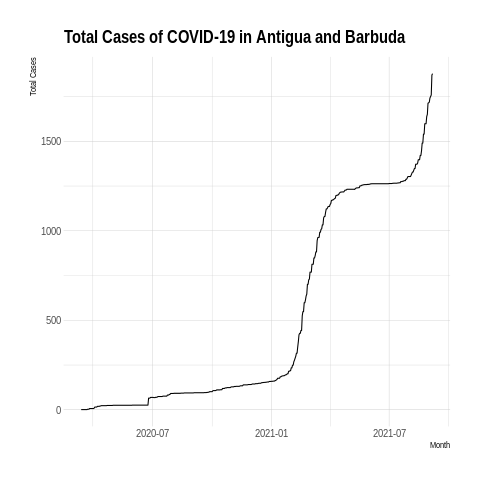 Total Cases of COVID-19 in Antigua and Barbuda
Total Cases
1500
1000
500
0
2020-07 2021-01 2021-07
Month